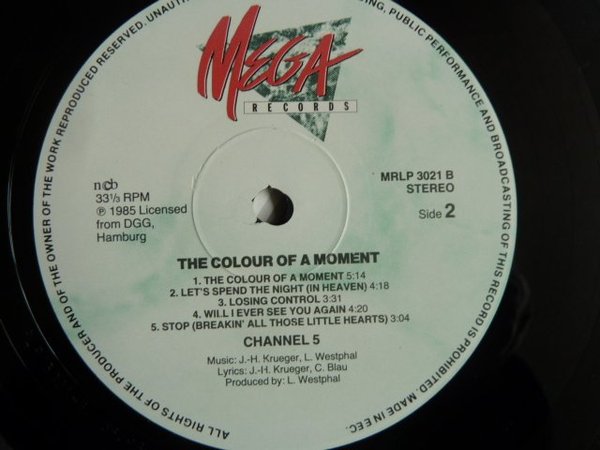 MEGA
RECORDS
ncb
33⅓ RPM
℗ 1985 Licensed
from DGG,
Hamburg
MRLP 3021 B
STEREO
Side 2
THE COLOUR OF A MOMENT
1. THE COLOUR OF A MOMENT 5:14
2. LET'S SPEND THE NIGHT (IN HEAVEN) 4:18
3. LOSING CONTROL 3:31
4. WILL I EVER SEE YOU AGAIN 4:20
5. STOP (BREAKIN' ALL THOSE LITTLE HEARTS) 3:04
CHANNEL 5
Music: J.-H. Krueger, L. Westphal
Lyrics: J.-H. Krueger, C. Blau
Produced by: L. Westphal
ALL RIGHTS OF THE PRODUCER AND OF THE OWNER OF THE WORK REPRODUCED RESERVED. PUBLIC PERFORMANCE AND BROADCASTING OF THIS RECORD IS PROHIBITED. MADE IN EEC.